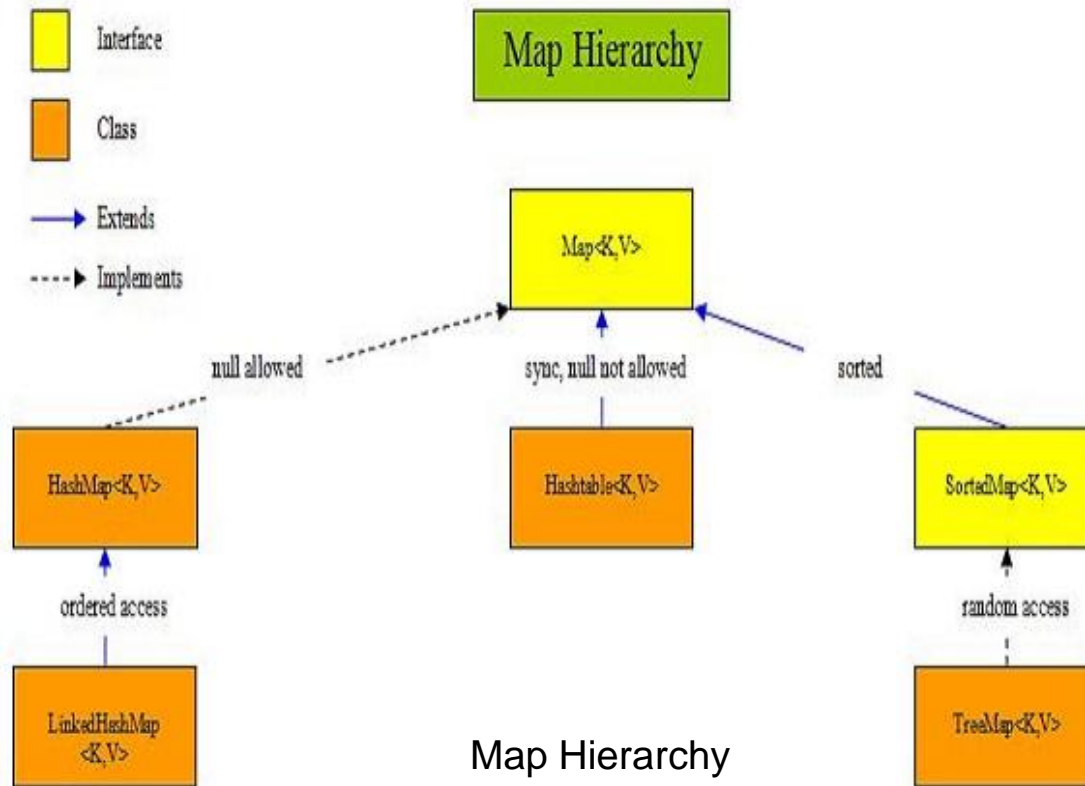 Interface
Map Hierarchy
Class
Extends
Implements
Map<K,V>
null allowed
sync, null not allowed
sorted
HashMap<K,V>
Hashtable<K,V>
SortedMap<K,V>
ordered access
random access
LinkedHashMap
<K,V>
TreeMap<K,V>
Map Hierarchy